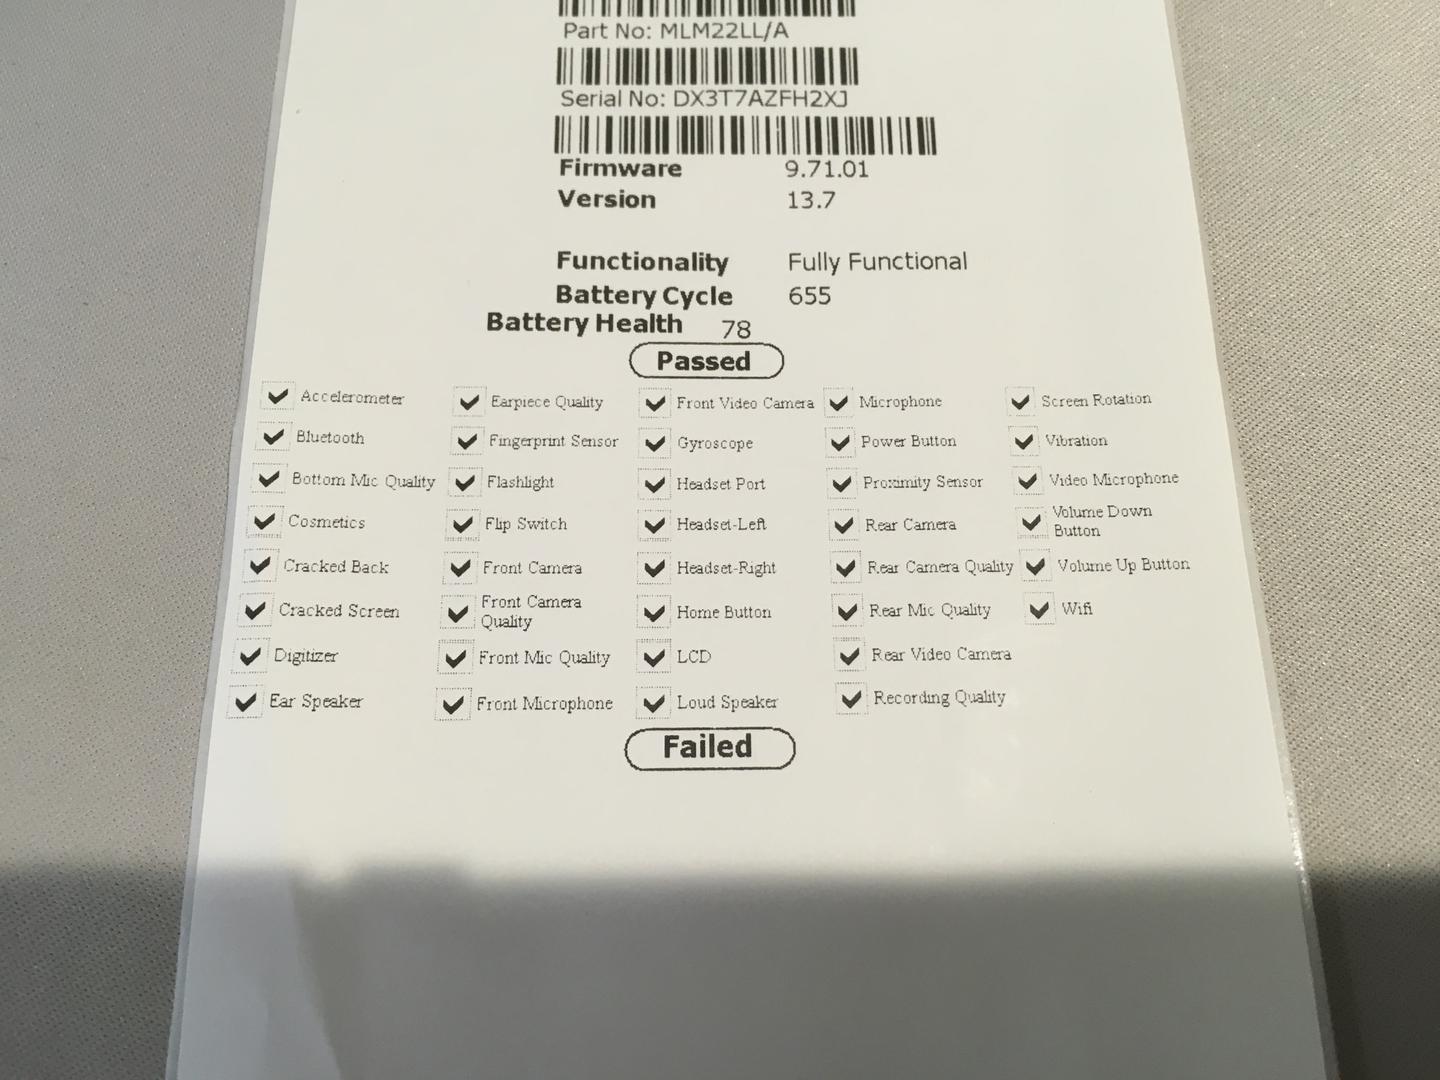 Part No: MLM22LL/A
Serial No: DX3T7AZFH2XJ
Firmware 9.71.01
Version 13.7
Functionality Fully Functional
Battery Cycle 655
Battery Health 78
Passed
Accelerometer Earpiece Quality Front Video Camera Microphone Screen Rotation
Bluetooth Fingerprint Sensor Gyroscope Power Button Vibration
Bottom Mic Quality Flashlight Headset Port Proximity Sensor Video Microphone
Cosmetics Flip Switch Headset-Left Rear Camera Volume Down
Button
Cracked Back Front Camera Headset-Right Rear Camera Quality Volume Up Button
Cracked Screen Front Camera
Quality Home Button Rear Mic Quality Wifi
Digitizer Front Mic Quality LCD Rear Video Camera
Ear Speaker Front Microphone Loud Speaker Recording Quality
Failed